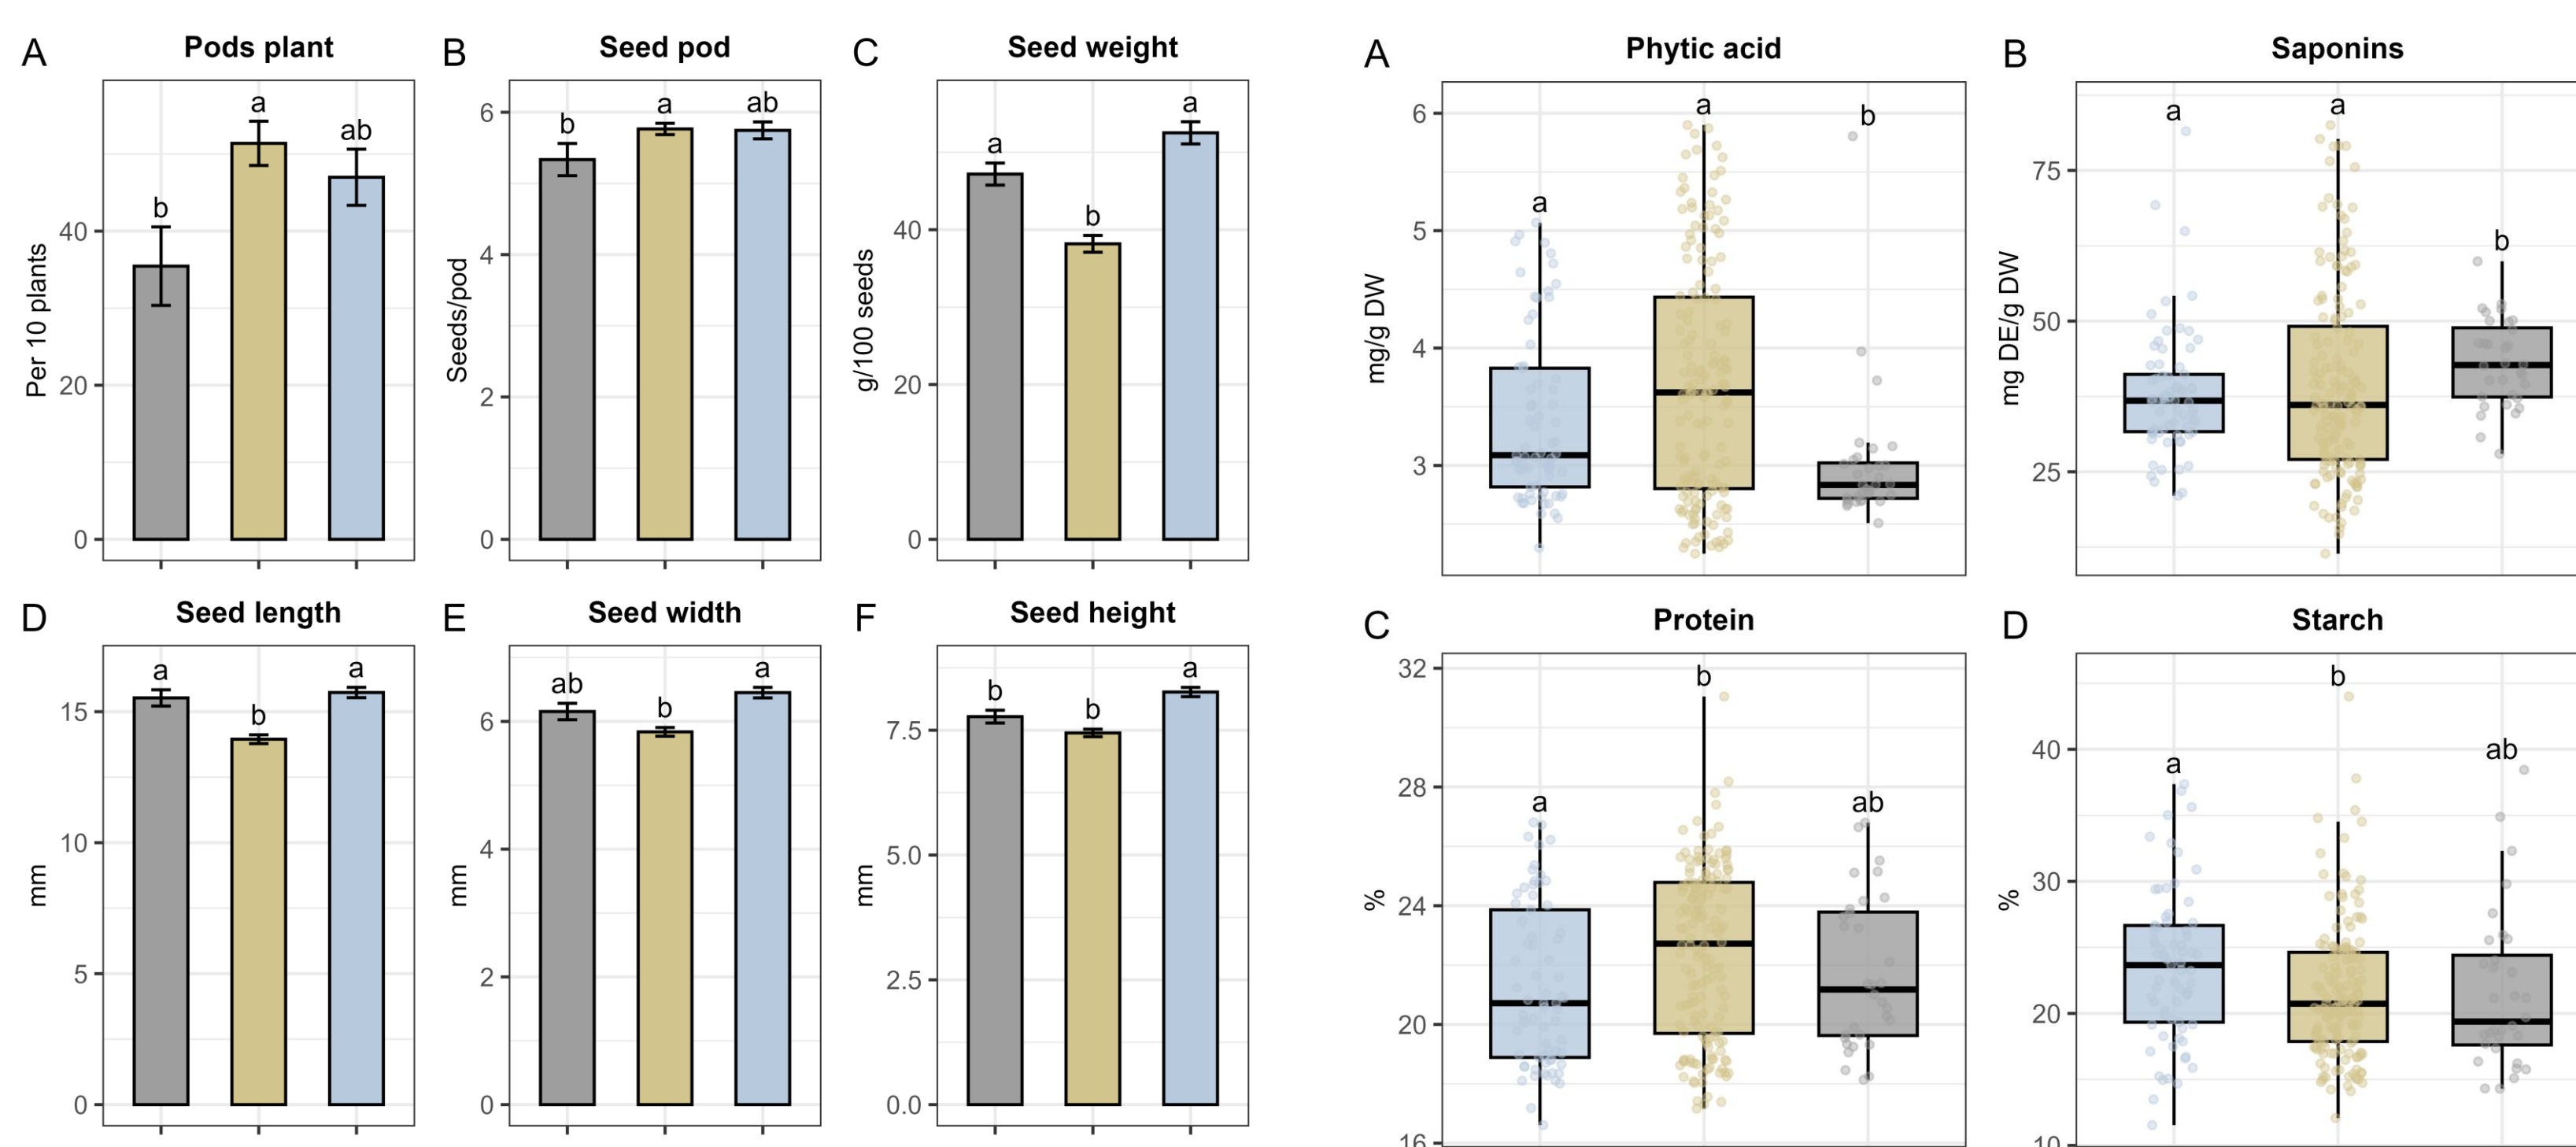 A Pods plant
a
ab
b
Per 10 plants
40
20
0
B Seed pod
b
a
ab
Seeds/pod
6
4
2
0
C Seed weight
a
b
a
g/100 seeds
40
20
0
D Seed length
a
b
a
mm
15
10
5
0
E Seed width
ab
b
a
mm
6
4
2
0
F Seed height
b
b
a
mm
7.5
5.0
2.5
0.0
A Phytic acid
a
a
b
mg/g DW
6
5
4
3
B Saponins
a
a
b
mg DE/g DW
75
50
25
C Protein
a
b
ab
%
32
28
24
20
16
D Starch
a
b
ab
%
40
30
20
10